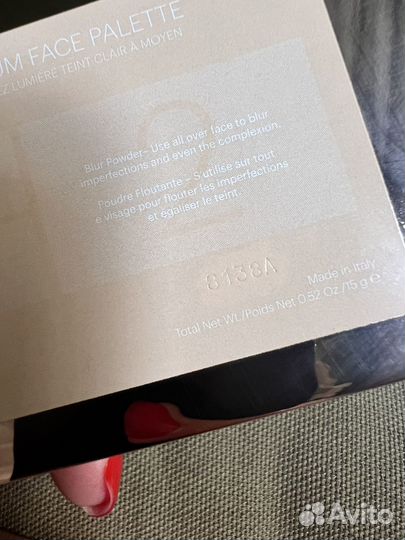 UM FACE PALETTE
EZ LUMIÈRE TEINT CLAIR À MOYEN
2
Blur Powder- Use all over face to blur
imperfections and even the complexion.
Poudre Floutante - S'utilise sur tout
le visage pour flouter les imperfections
et égaliser le teint.
8138A
Made in Italy
Total Net Wt./Poids Net 0.52 Oz./15 g e
Avito